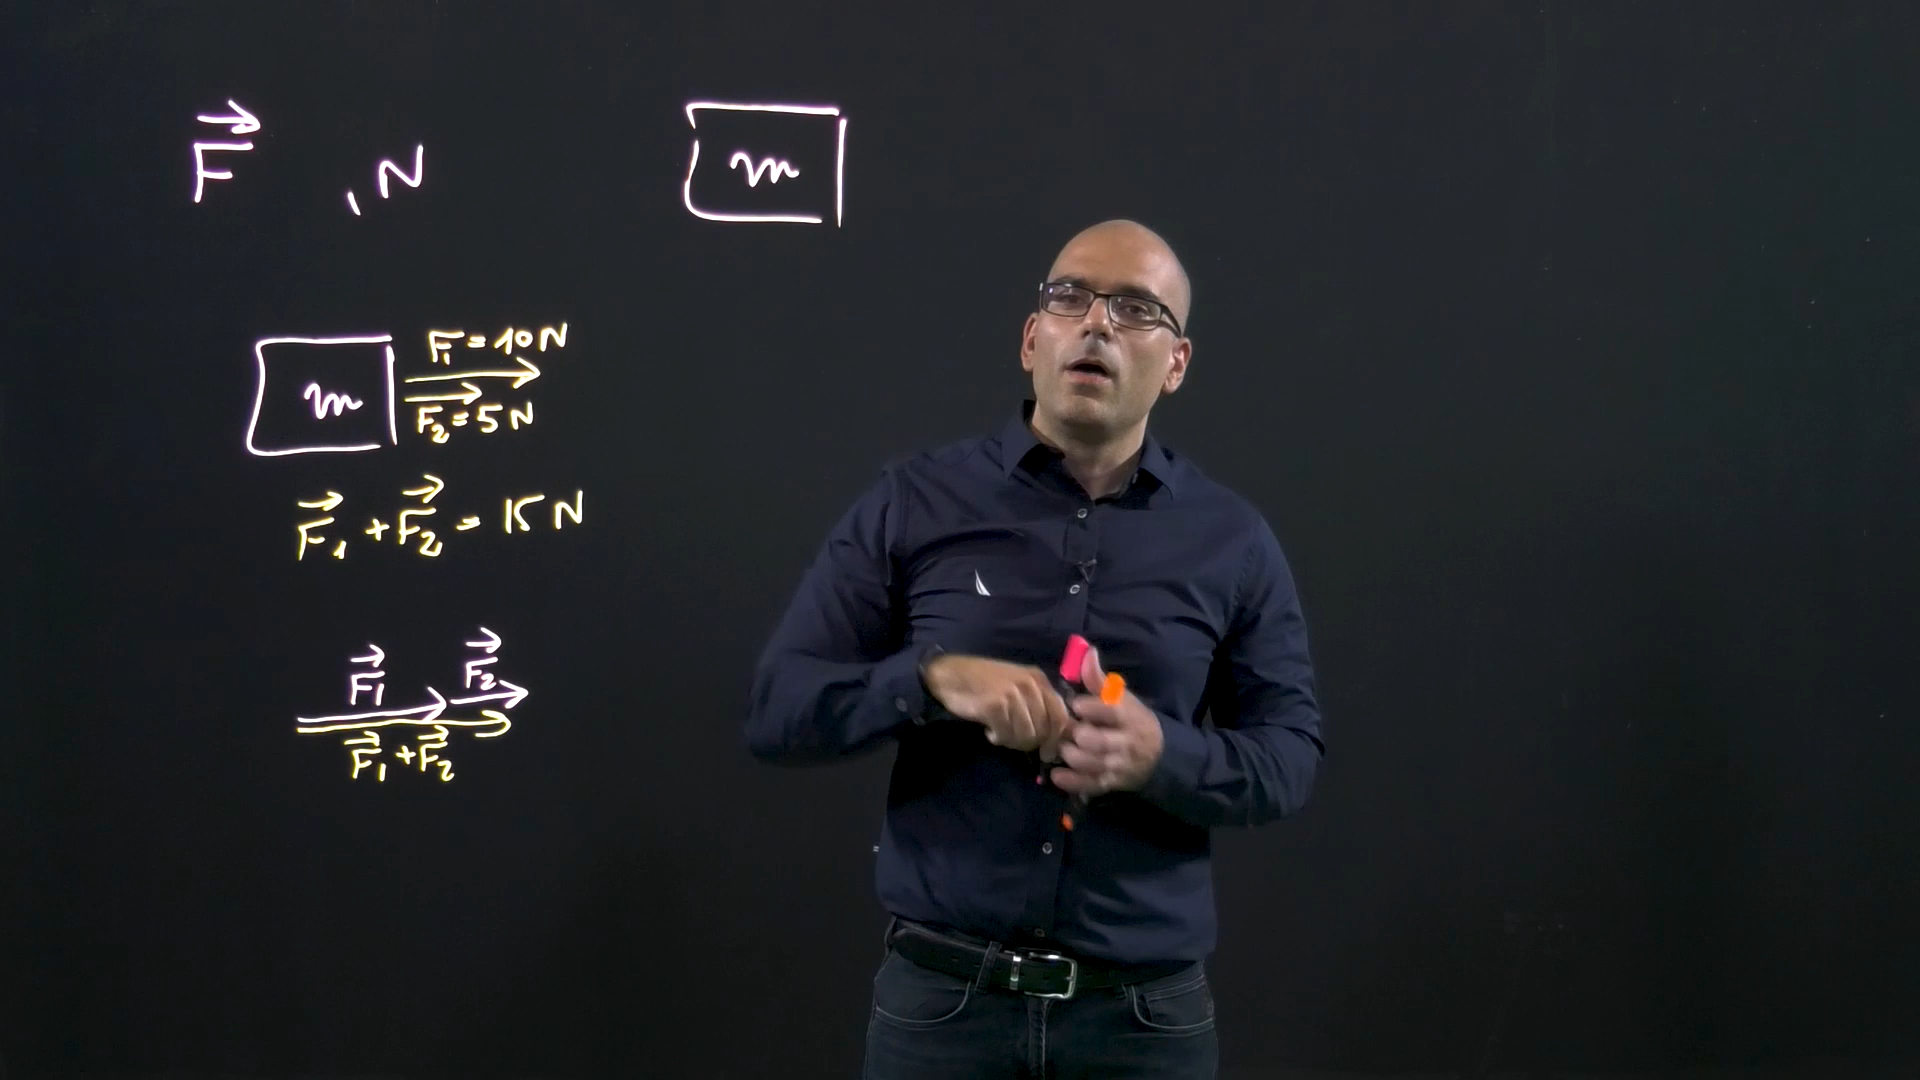 F⃗ , N
m
F₁ = 10 N
m
F₂ = 5 N
F⃗₁ + F⃗₂ = 15 N
F⃗₁ F⃗₂
F⃗₁ + F⃗₂